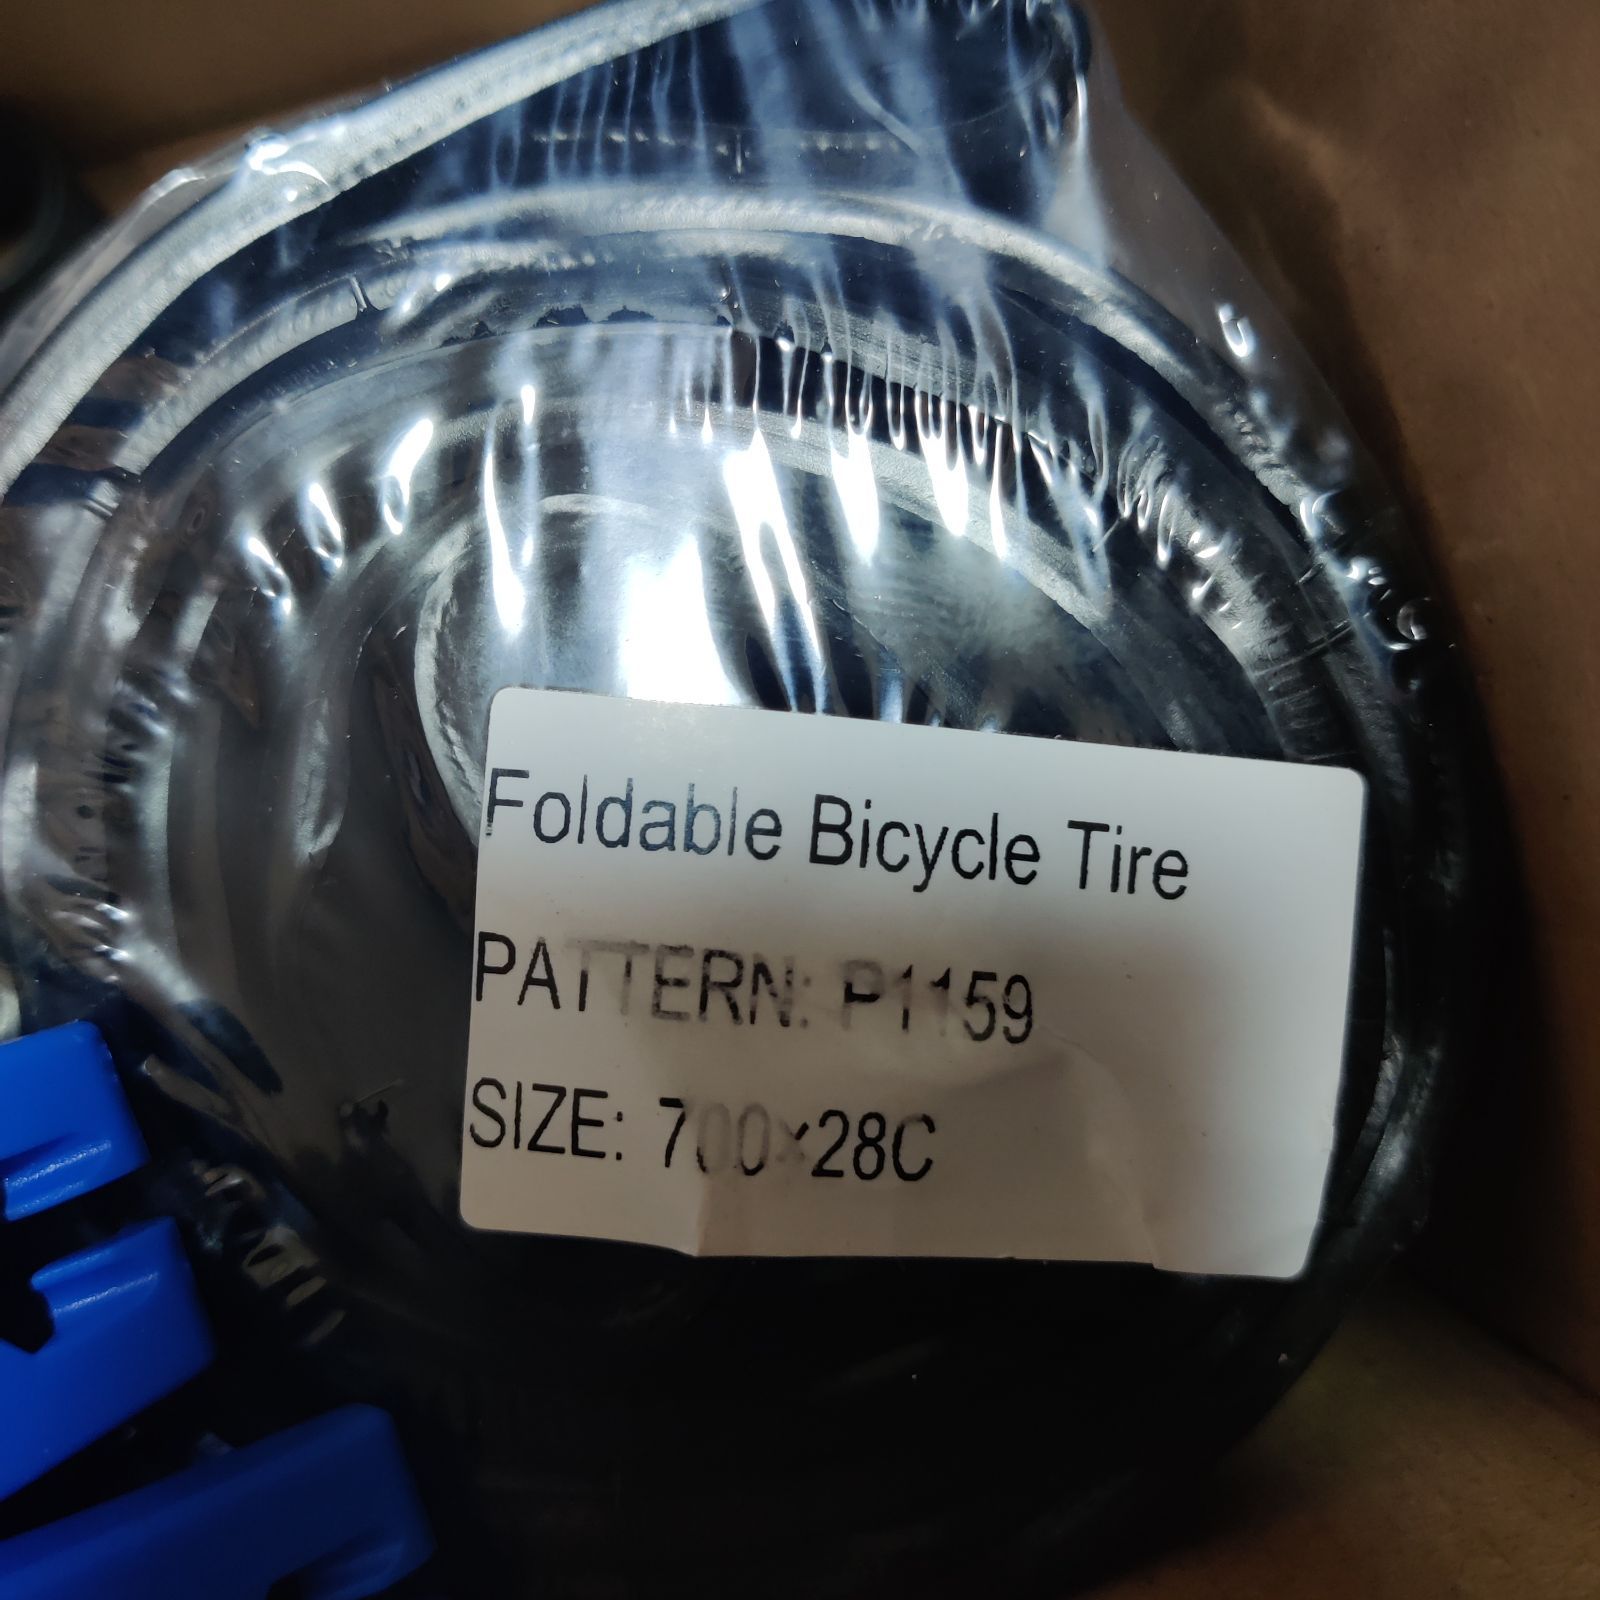 Foldable Bicycle Tire
PATTERN: P1159
SIZE: 700×28C